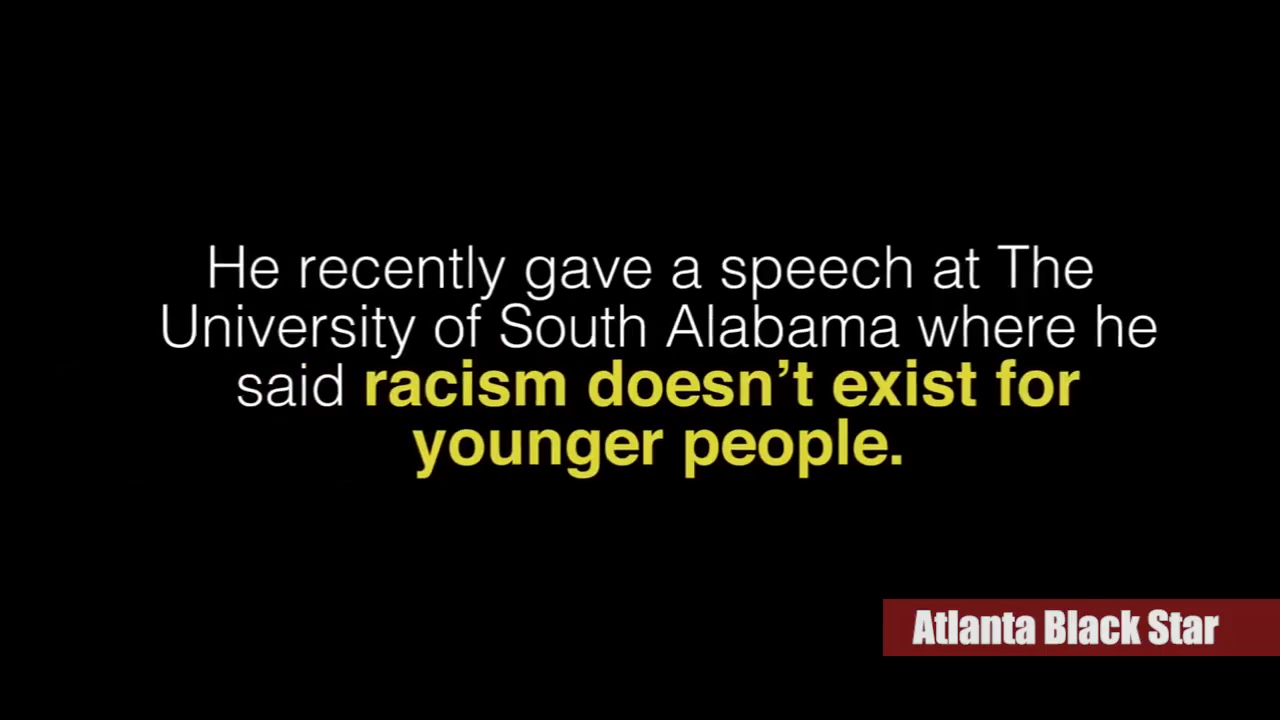 He recently gave a speech at The
University of South Alabama where he
said racism doesn’t exist for
younger people.
Atlanta Black Star